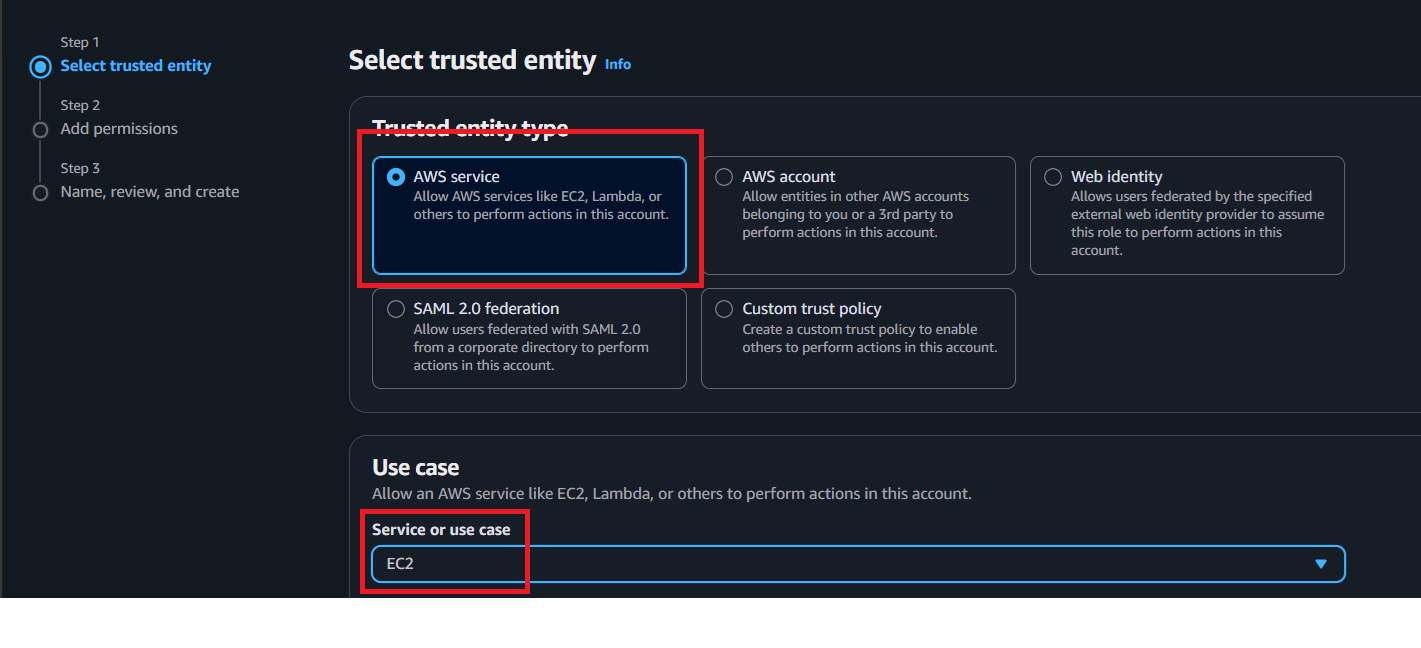 Step 1
Select trusted entity
Step 2
Add permissions
Step 3
Name, review, and create
Select trusted entity Info
Trusted entity type
AWS service
Allow AWS services like EC2, Lambda, or
others to perform actions in this account.
AWS account
Allow entities in other AWS accounts
belonging to you or a 3rd party to
perform actions in this account.
Web identity
Allows users federated by the specified
external web identity provider to assume
this role to perform actions in this
account.
SAML 2.0 federation
Allow users federated with SAML 2.0
from a corporate directory to perform
actions in this account.
Custom trust policy
Create a custom trust policy to enable
others to perform actions in this account.
Use case
Allow an AWS service like EC2, Lambda, or others to perform actions in this account.
Service or use case
EC2